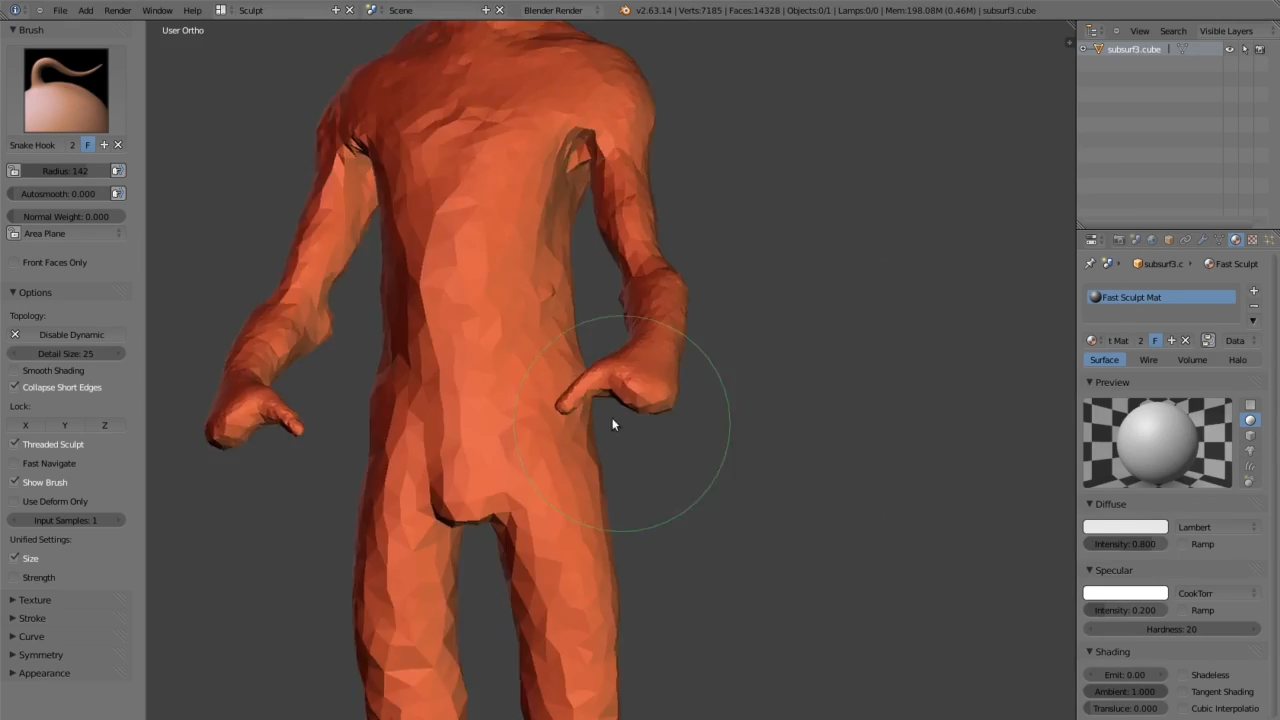 File Add Render Window Help Sculpt Scene Blender Render v2.63.14 | Verts:7185 | Faces:14328 | Objects:0/1 | Lamps:0/0 | Mem:198.08M (0.46M) | subsurf3.cube
Brush
User Ortho
View Search Visible Layers
subsurf3.cube
Snake Hook 2 F
Radius: 142
Autosmooth: 0.000
Normal Weight: 0.000
Area Plane
Front Faces Only
Options
Topology:
Disable Dynamic
Detail Size: 25
Smooth Shading
Collapse Short Edges
Lock:
X Y Z
Threaded Sculpt
Fast Navigate
Show Brush
Use Deform Only
Input Samples: 1
Unified Settings:
Size
Strength
Texture
Stroke
Curve
Symmetry
Appearance
subsurf3.c Fast Sculpt
Fast Sculpt Mat
t Mat 2 F Data
Surface Wire Volume Halo
Preview
Diffuse
Lambert
Intensity: 0.800 Ramp
Specular
CookTorr
Intensity: 0.200 Ramp
Hardness: 20
Shading
Emit: 0.00 Shadeless
Ambient: 1.000 Tangent Shading
Transluce: 0.000 Cubic Interpolatio